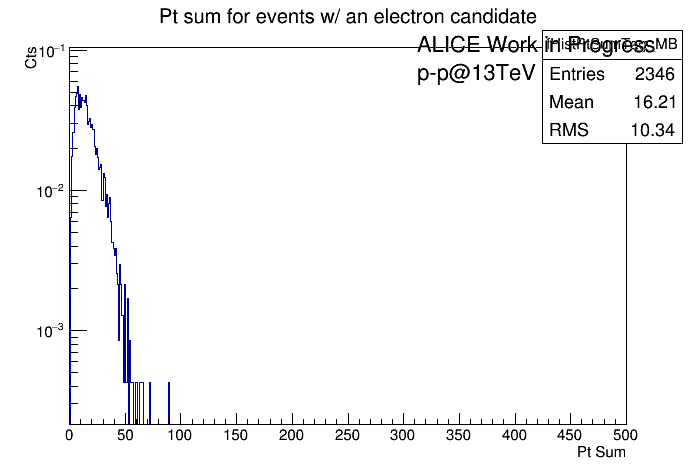 Pt sum for events w/ an electron candidate
ALICE Work in Progress
p-p@13TeV
Entries 2346
Mean 16.21
RMS 10.34
Cts
10⁻¹
10⁻²
10⁻³
0 50 100 150 200 250 300 350 400 450 500
Pt Sum